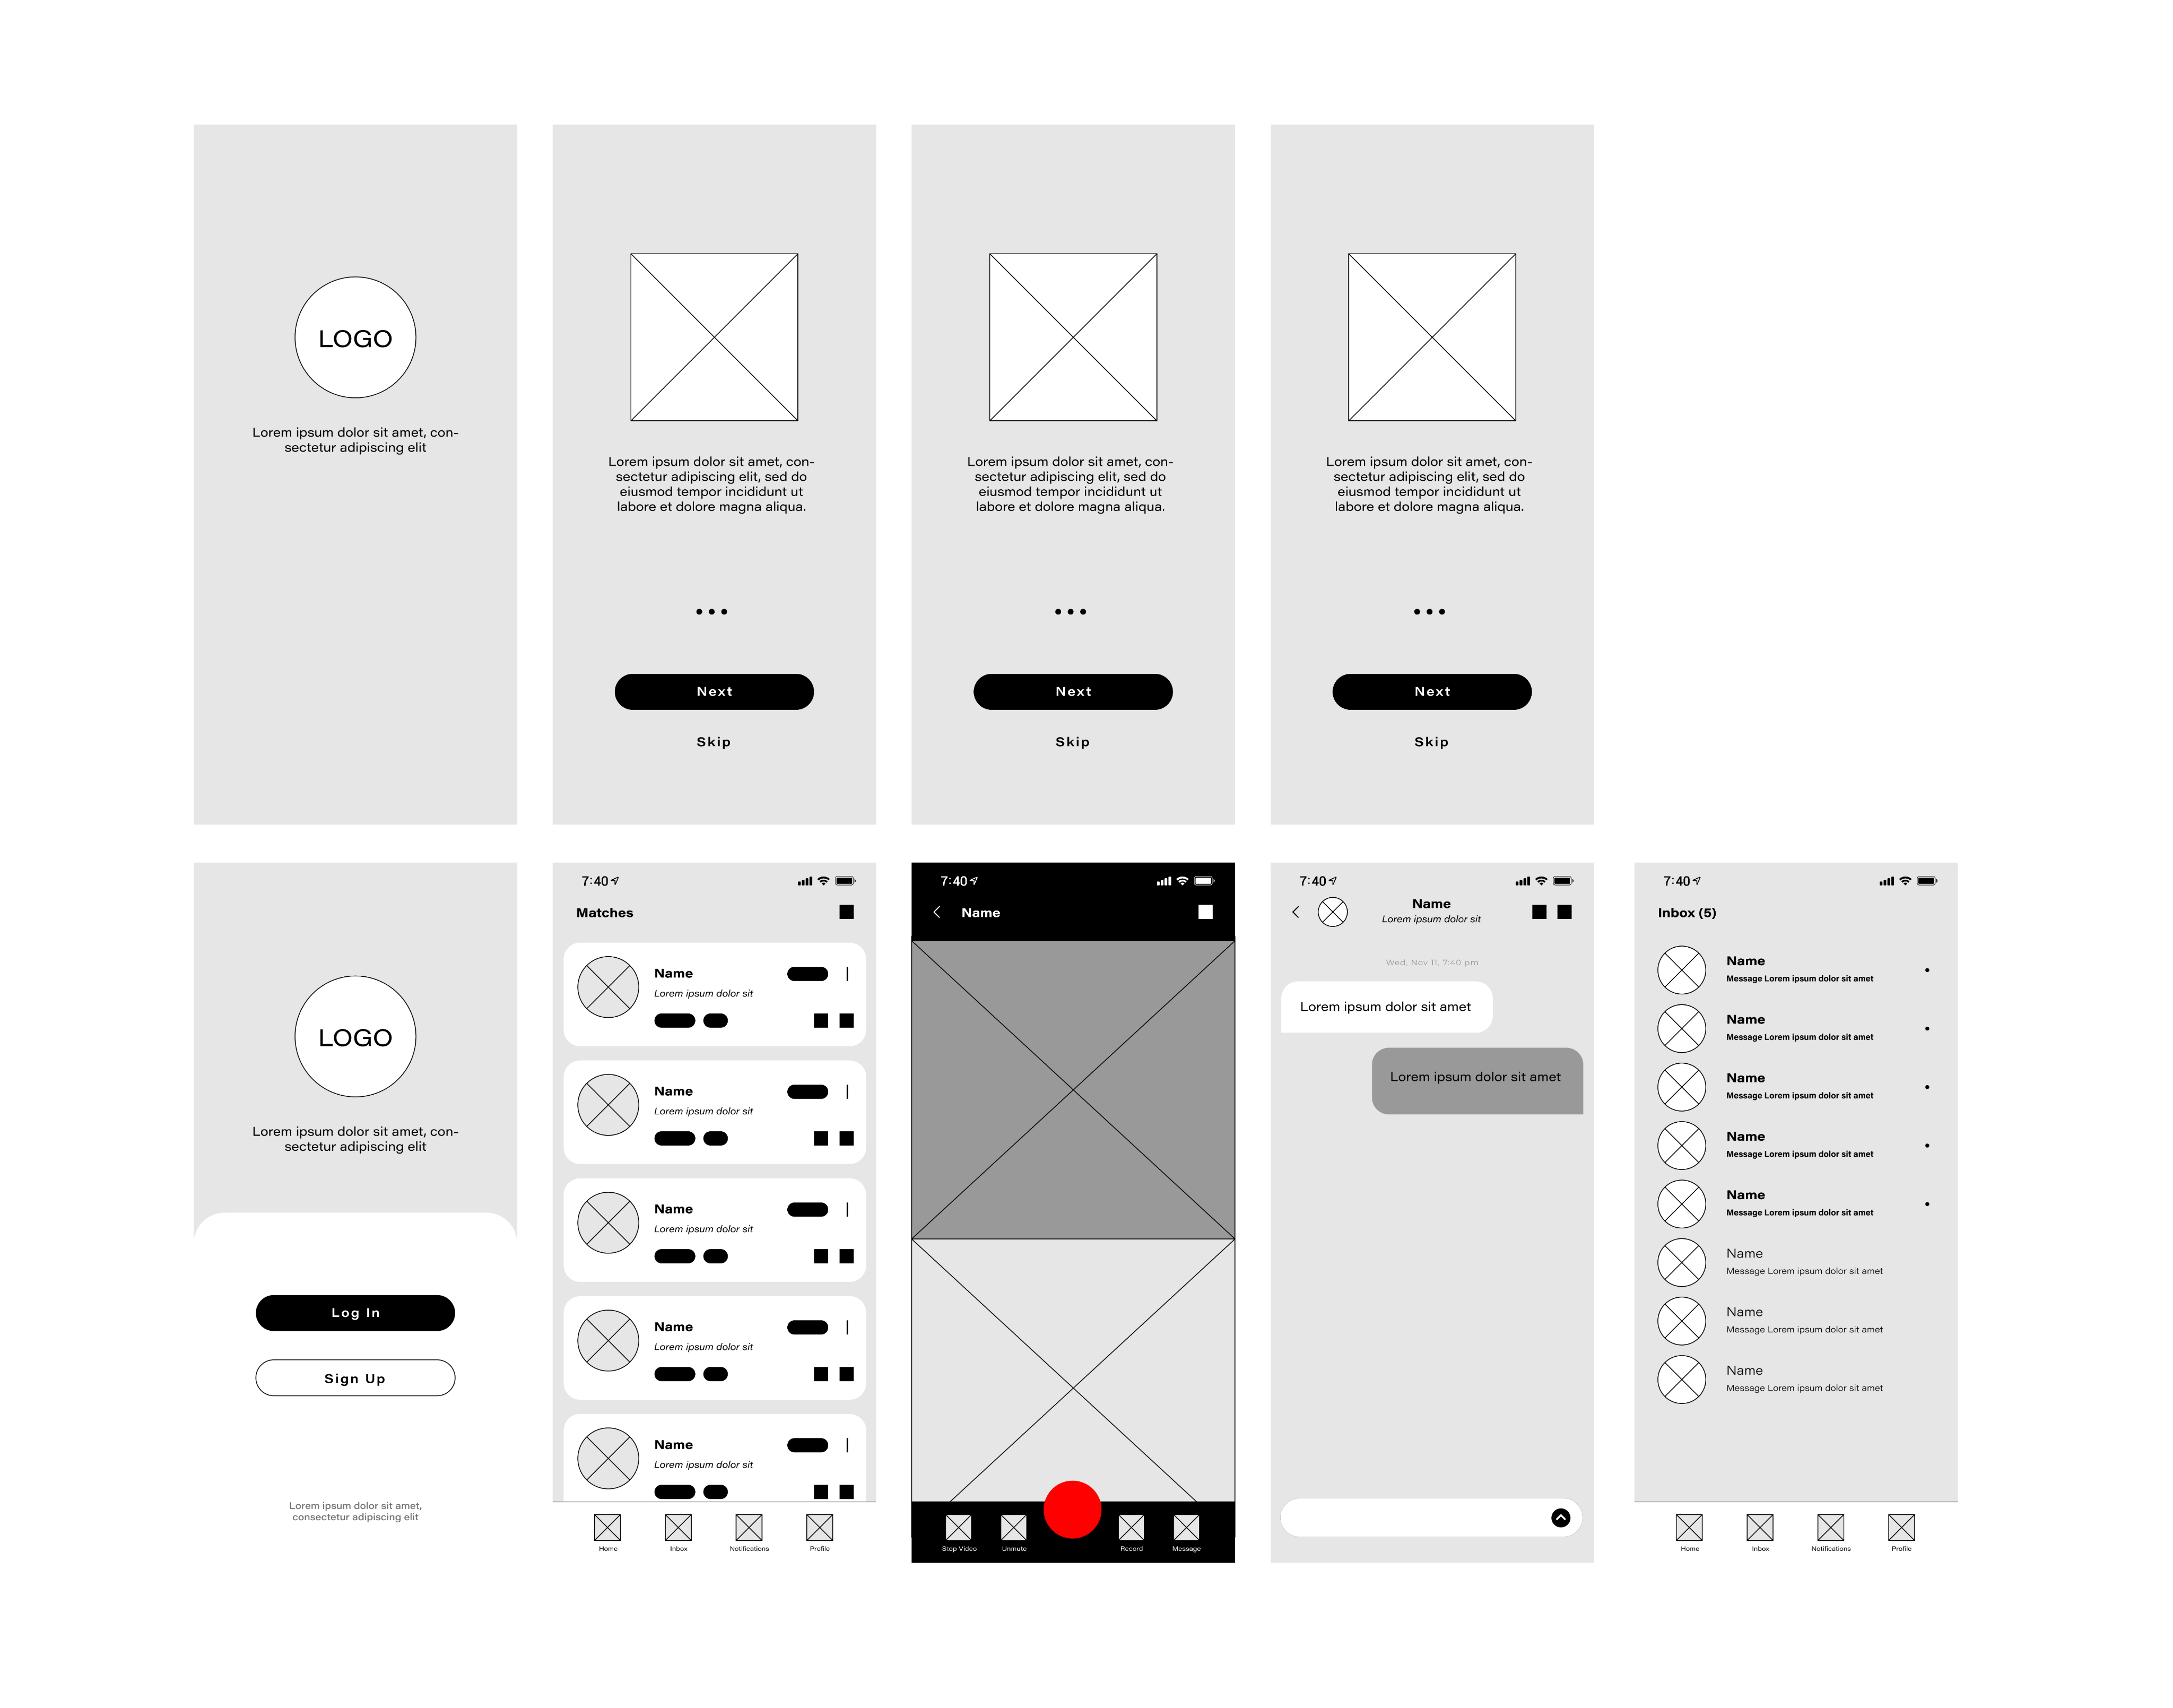 LOGO
Lorem ipsum dolor sit amet, con-
sectetur adipiscing elit
Lorem ipsum dolor sit amet, con-
sectetur adipiscing elit, sed do
eiusmod tempor incididunt ut
labore et dolore magna aliqua.
Next
Skip
Lorem ipsum dolor sit amet, con-
sectetur adipiscing elit, sed do
eiusmod tempor incididunt ut
labore et dolore magna aliqua.
Next
Skip
Lorem ipsum dolor sit amet, con-
sectetur adipiscing elit, sed do
eiusmod tempor incididunt ut
labore et dolore magna aliqua.
Next
Skip
LOGO
Lorem ipsum dolor sit amet, con-
sectetur adipiscing elit
Log In
Sign Up
Lorem ipsum dolor sit amet,
consectetur adipiscing elit
7:40
Matches
Name
Lorem ipsum dolor sit
Name
Lorem ipsum dolor sit
Name
Lorem ipsum dolor sit
Name
Lorem ipsum dolor sit
Name
Lorem ipsum dolor sit
Home Inbox Notifications Profile
7:40
Name
Stop Video Unmute Record Message
7:40
Name
Lorem ipsum dolor sit
Wed, Nov 11, 7:40 pm
Lorem ipsum dolor sit amet
Lorem ipsum dolor sit amet
7:40
Inbox (5)
Name
Message Lorem ipsum dolor sit amet
Name
Message Lorem ipsum dolor sit amet
Name
Message Lorem ipsum dolor sit amet
Name
Message Lorem ipsum dolor sit amet
Name
Message Lorem ipsum dolor sit amet
Name
Message Lorem ipsum dolor sit amet
Name
Message Lorem ipsum dolor sit amet
Name
Message Lorem ipsum dolor sit amet
Home Inbox Notifications Profile